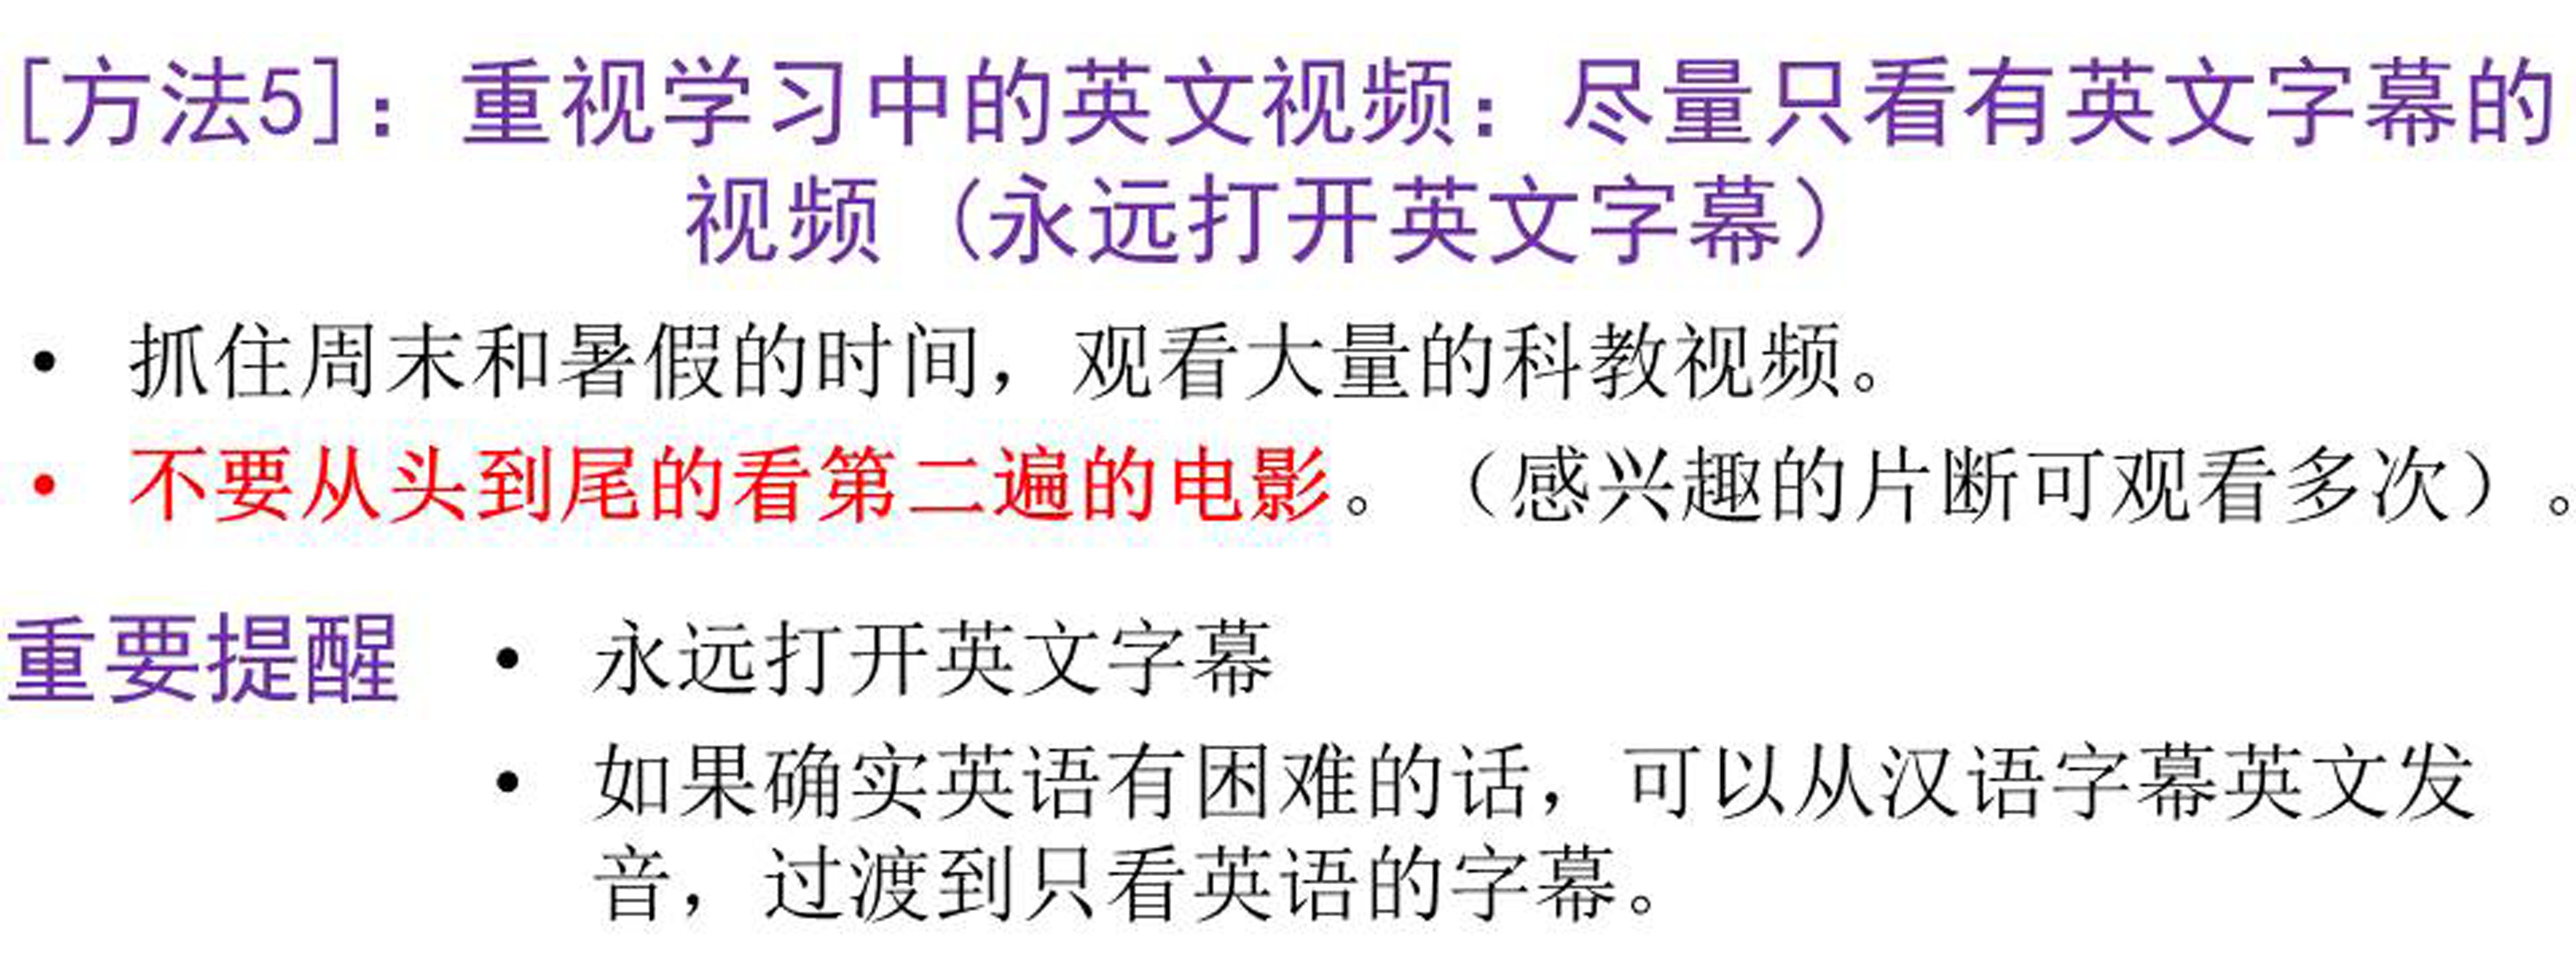 [方法5]：重视学习中的英文视频：尽量只看有英文字幕的
视频（永远打开英文字幕）
• 抓住周末和暑假的时间，观看大量的科教视频。
• 不要从头到尾的看第二遍的电影。（感兴趣的片断可观看多次）。
重要提醒 • 永远打开英文字幕
• 如果确实英语有困难的话，可以从汉语字幕英文发
音，过渡到只看英语的字幕。